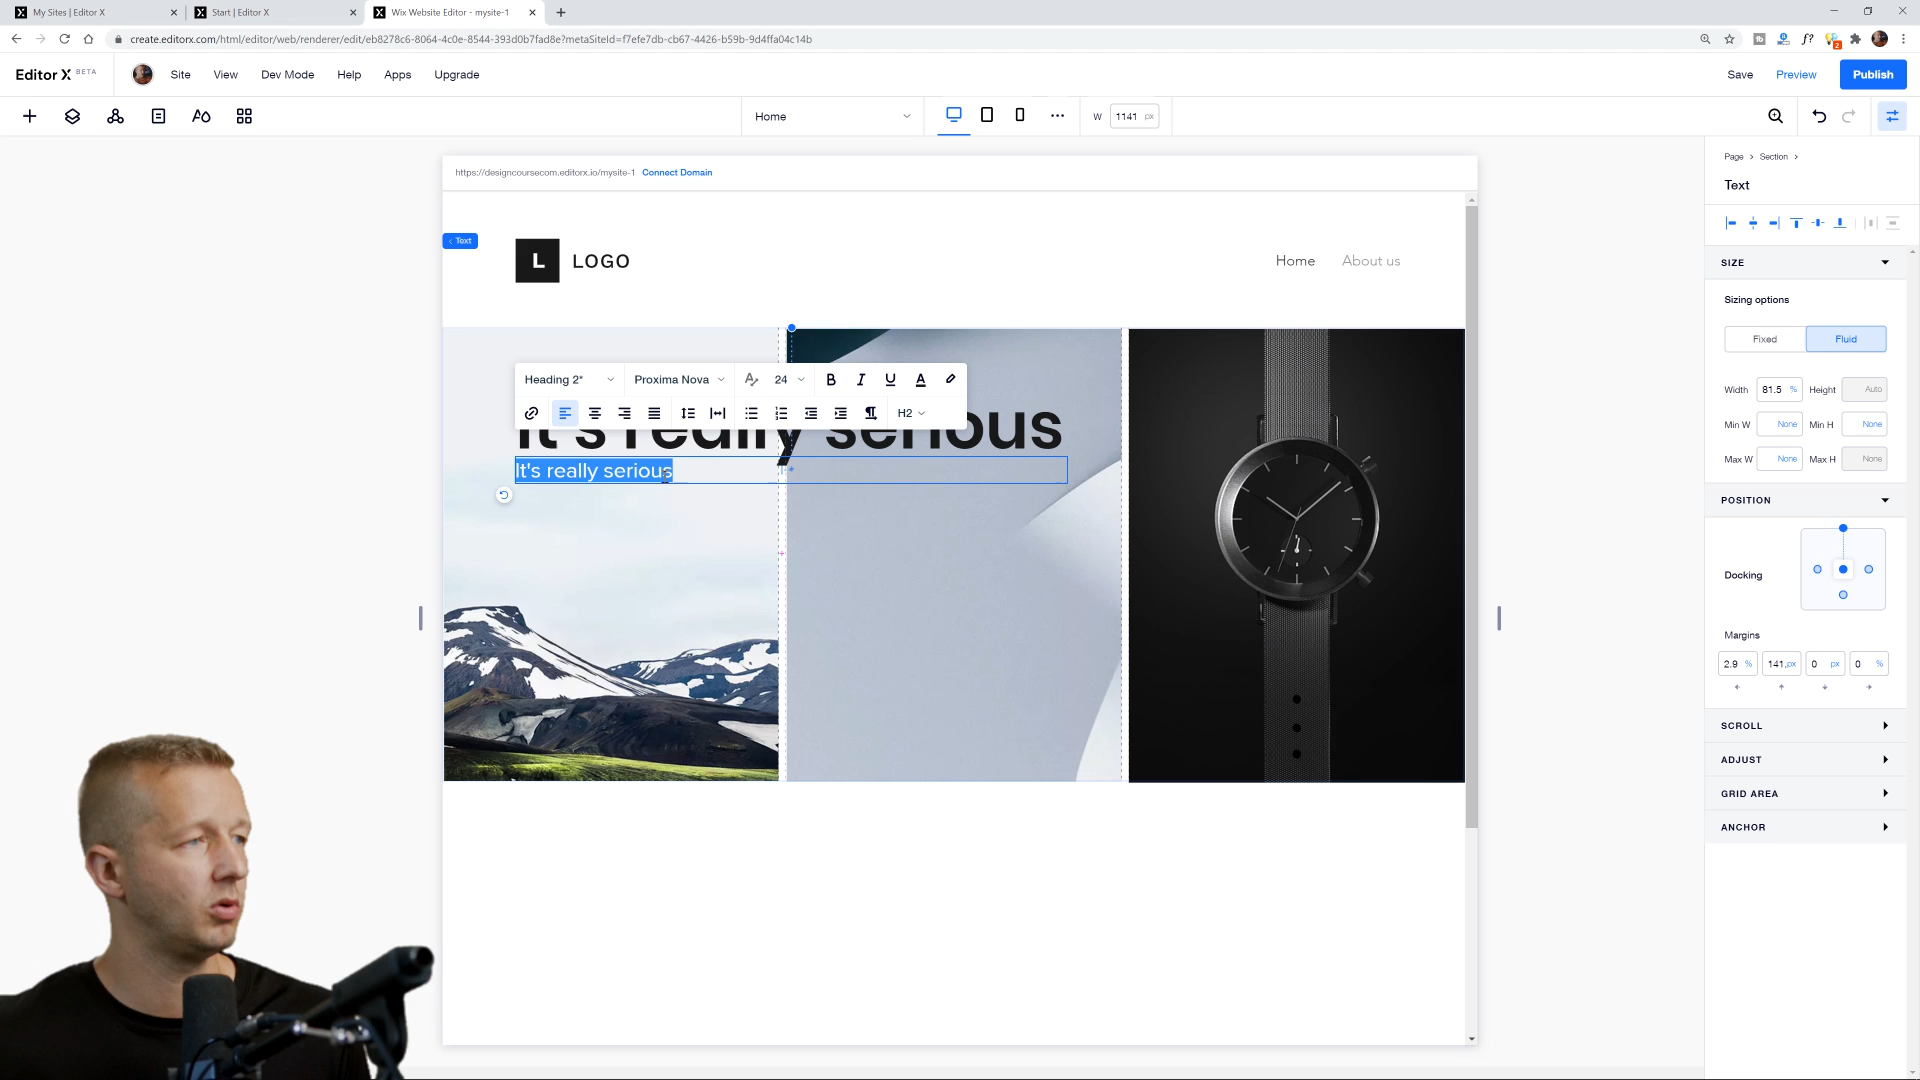 My Sites | Editor X
Start | Editor X
Wix Website Editor - mysite-1
create.editorx.com/html/editor/web/renderer/edit/eb8278c6-8064-4c0e-8544-393d0b7fad8e?metaSiteId=f7efe7db-cb67-4426-b59b-9d4ffa04c14b
f?
2
Editor X BETA
Site View Dev Mode Help Apps Upgrade
Save Preview Publish
Home
W 1141 px
https://designcoursecom.editorx.io/mysite-1 Connect Domain
Text
L LOGO
Home About us
Heading 2* Proxima Nova 24 B I U A
H2
It's really serious
It's really serious
Page > Section >
Text
SIZE
Sizing options
Fixed Fluid
Width 81.5 % Height Auto
Min W None Min H None
Max W None Max H None
POSITION
Docking
Margins
2.9 % 141. px 0 px 0 %
SCROLL
ADJUST
GRID AREA
ANCHOR